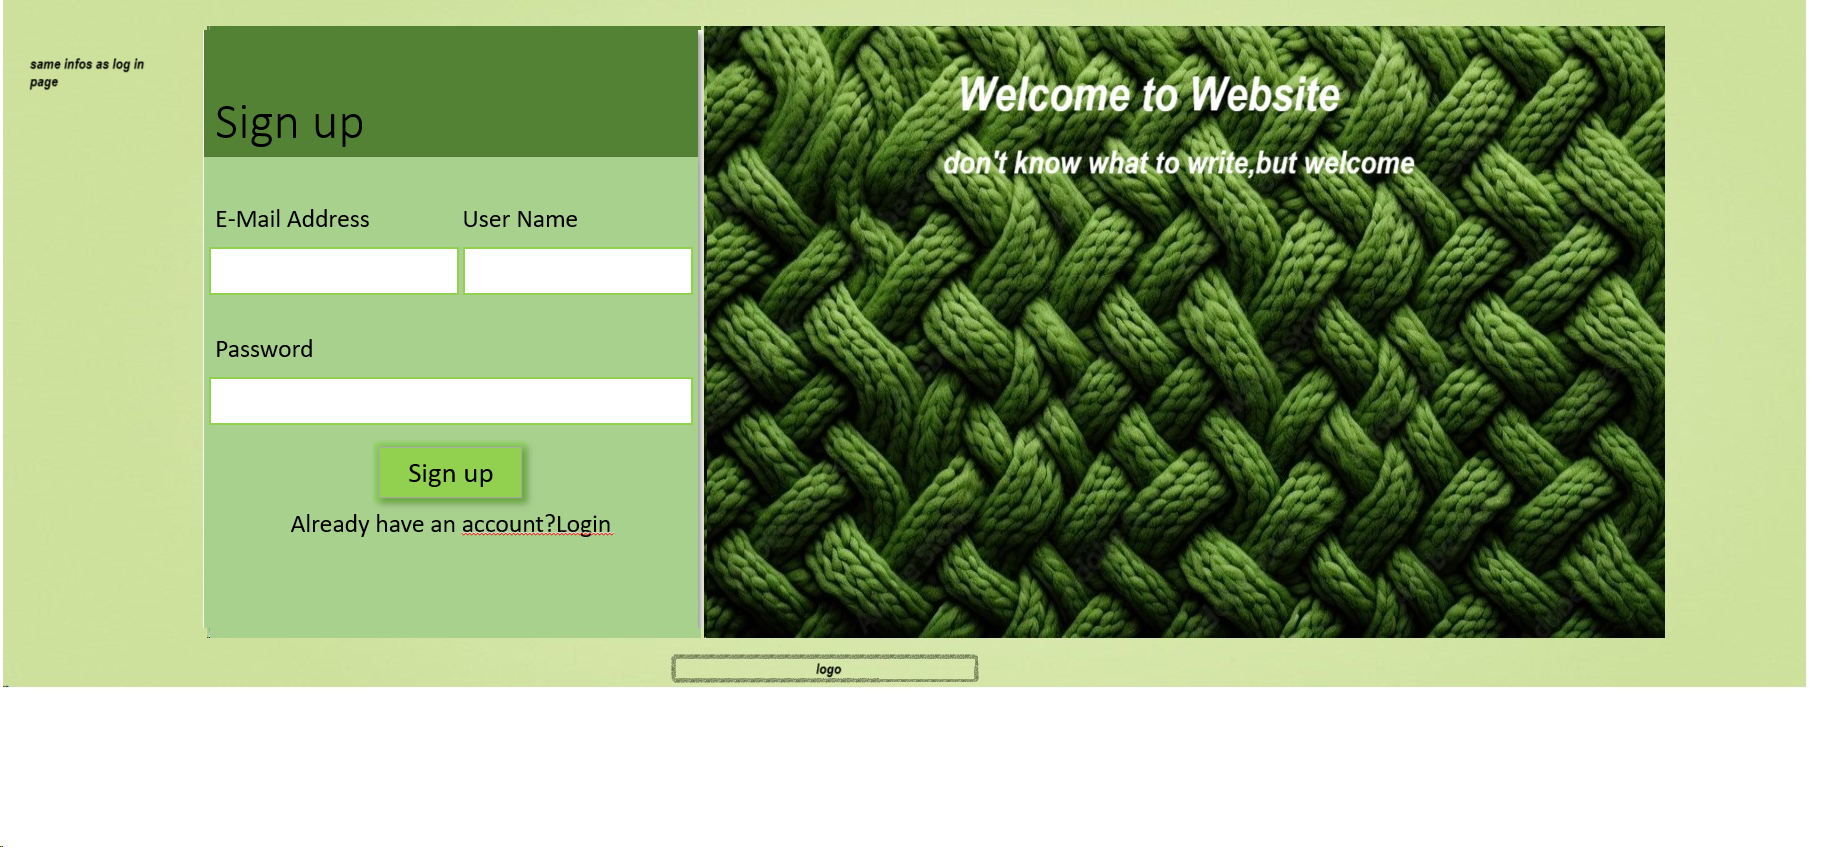 same infos as log in
page
Sign up
E-Mail Address
User Name
Password
Sign up
Already have an account?Login
Welcome to Website
don't know what to write,but welcome
logo